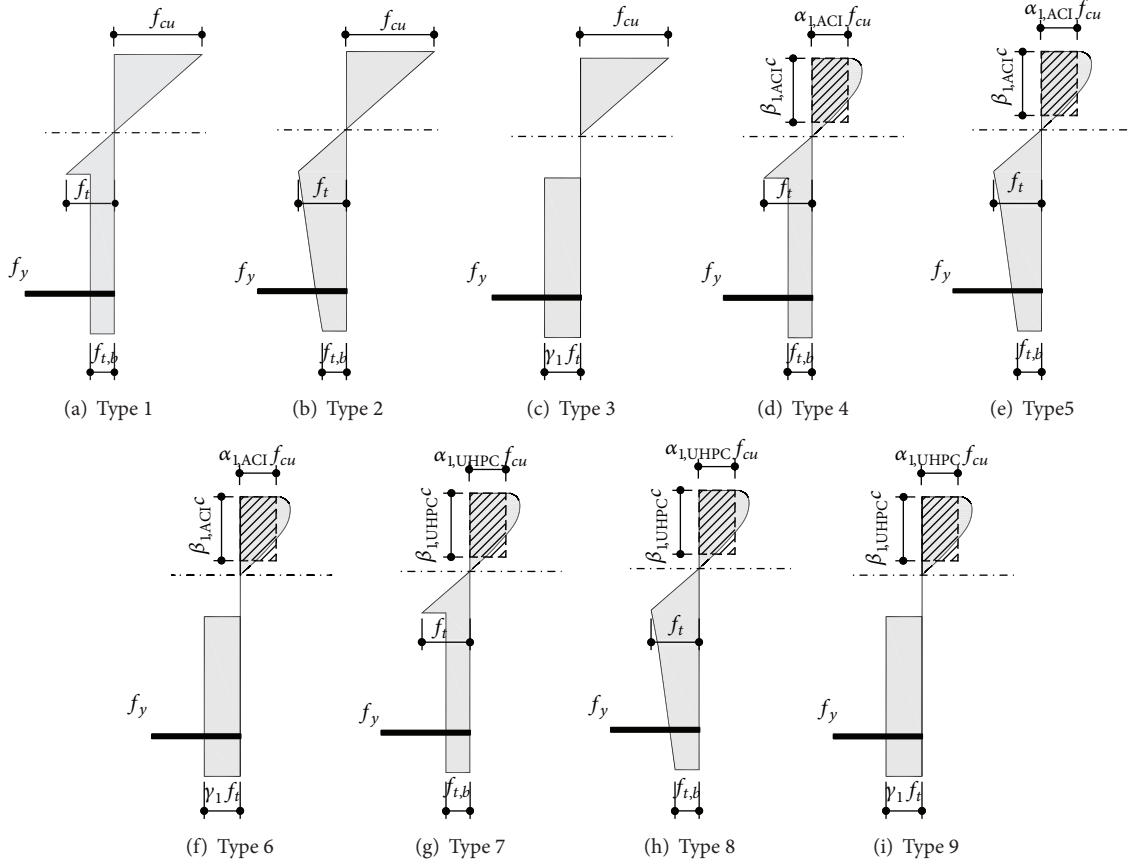 f_cu
f_t
f_y
f_t,b
(a) Type 1
f_cu
f_t
f_y
f_t,b
(b) Type 2
f_cu
f_y
γ_1 f_t
(c) Type 3
α_1,ACI f_cu
β_1,ACI c
f_t
f_y
f_t,b
(d) Type 4
α_1,ACI f_cu
β_1,ACI c
f_t
f_y
f_t,b
(e) Type5
α_1,ACI f_cu
β_1,ACI c
f_y
γ_1 f_t
(f) Type 6
α_1,UHPC f_cu
β_1,UHPC c
f_t
f_y
f_t,b
(g) Type 7
α_1,UHPC f_cu
β_1,UHPC c
f_t
f_y
f_t,b
(h) Type 8
α_1,UHPC f_cu
β_1,UHPC c
f_y
γ_1 f_t
(i) Type 9